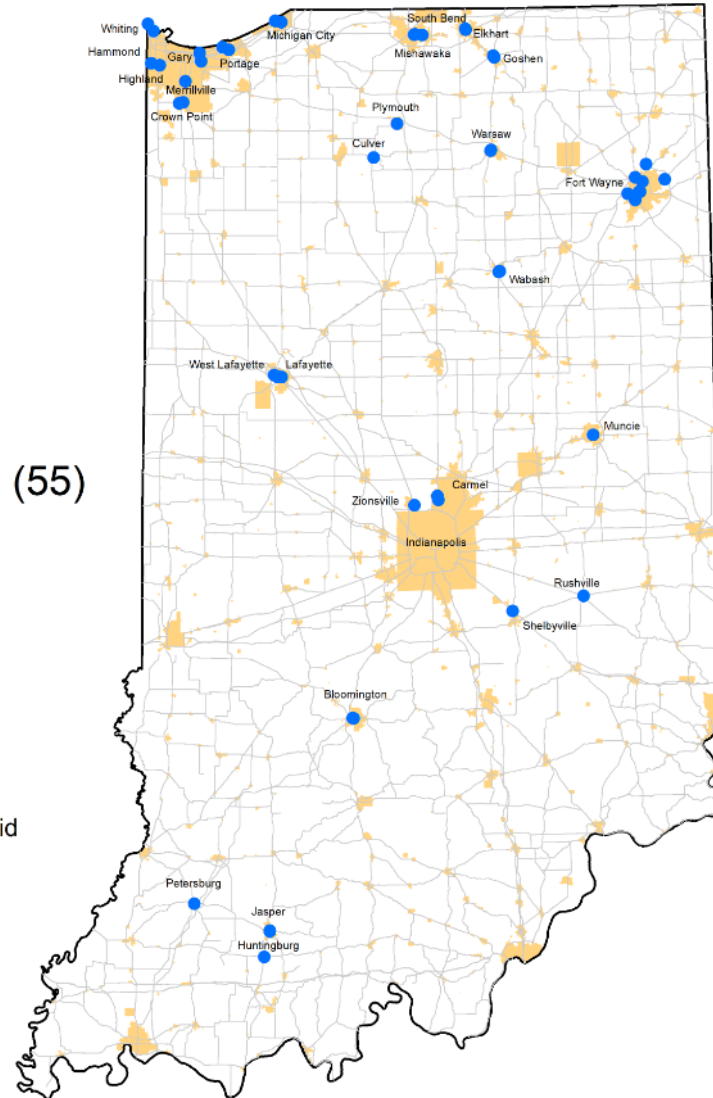 Whiting
Michigan City
South Bend
Elkhart
Hammond
Gary
Portage
Mishawaka
Goshen
Highland
Merrillville
Crown Point
Plymouth
Culver
Warsaw
Fort Wayne
Wabash
West Lafayette
Lafayette
Muncie
(55)
Carmel
Zionsville
Indianapolis
Rushville
Shelbyville
Bloomington
id
Petersburg
Jasper
Huntingburg